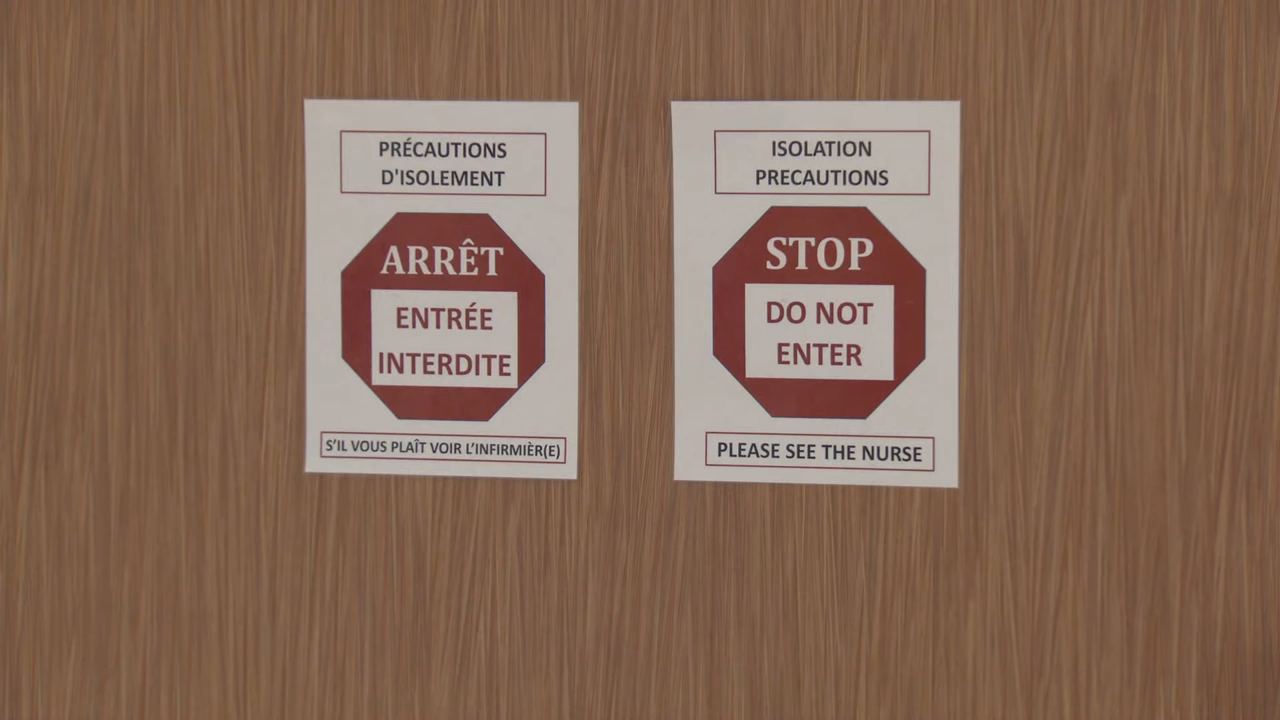 PRÉCAUTIONS
D'ISOLEMENT
ARRÊT
ENTRÉE
INTERDITE
S'IL VOUS PLAÎT VOIR L'INFIRMIÈR(E)
ISOLATION
PRECAUTIONS
STOP
DO NOT
ENTER
PLEASE SEE THE NURSE